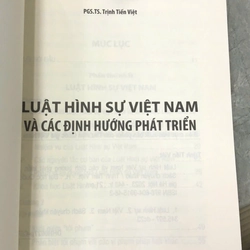 PGS.TS. Trịnh Tiến Việt
LUẬT HÌNH SỰ VIỆT NAM
VÀ CÁC ĐỊNH HƯỚNG PHÁT TRIỂN